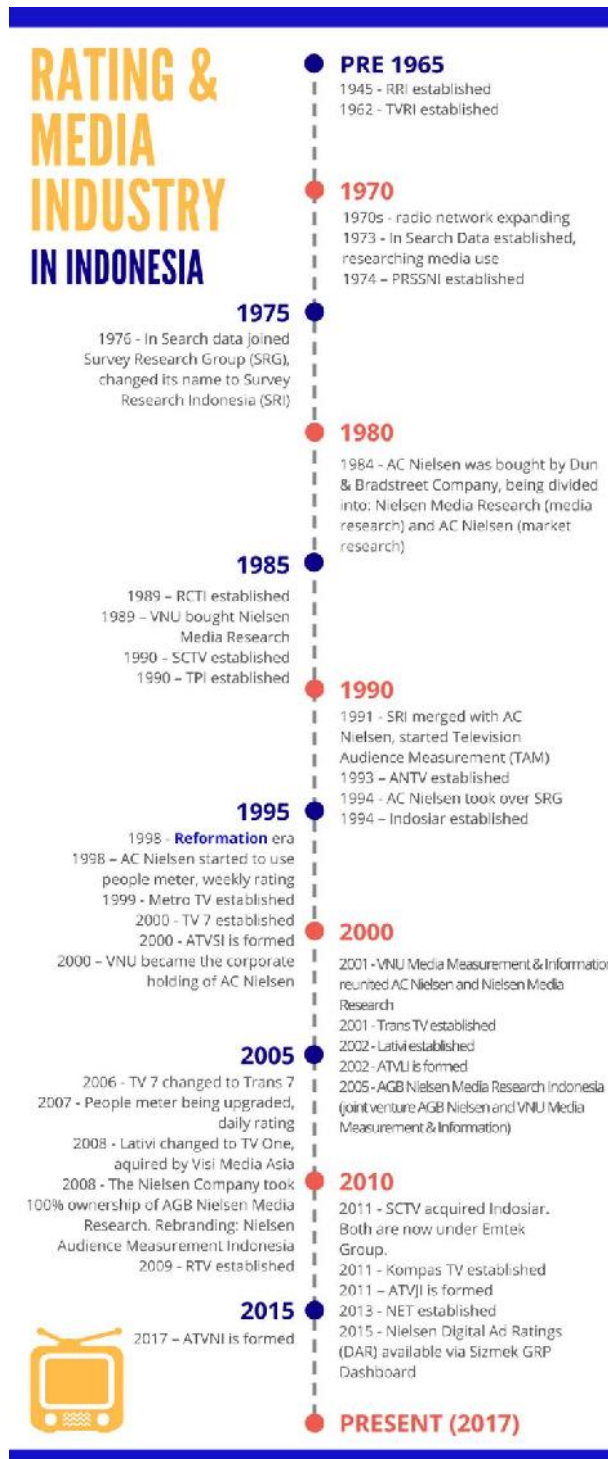 RATING &
MEDIA
INDUSTRY
IN INDONESIA
PRE 1965
1945 - RRI established
1962 - TVRI established
1970
1970s - radio network expanding
1973 - In Search Data established,
researching media use
1974 – PRSSNI established
1975
1976 - In Search data joined
Survey Research Group (SRG),
changed its name to Survey
Research Indonesia (SRI)
1980
1984 - AC Nielsen was bought by Dun
& Bradstreet Company, being divided
into: Nielsen Media Research (media
research) and AC Nielsen (market
research)
1985
1989 – RCTI established
1989 – VNU bought Nielsen
Media Research
1990 – SCTV established
1990 – TPI established
1990
1991 - SRI merged with AC
Nielsen, started Television
Audience Measurement (TAM)
1993 – ANTV established
1994 - AC Nielsen took over SRG
1994 – Indosiar established
1995
1998 - Reformation era
1998 – AC Nielsen started to use
people meter, weekly rating
1999 - Metro TV established
2000 - TV 7 established
2000 - ATVSI is formed
2000 – VNU became the corporate
holding of AC Nielsen
2000
2001 - VNU Media Measurement & Information
reunited AC Nielsen and Nielsen Media
Research
2001 - Trans TV established
2002 - Lativi established
2002 - ATVLI is formed
2005 - AGB Nielsen Media Research Indonesia
(joint venture AGB Nielsen and VNU Media
Measurement & Information)
2005
2006 - TV 7 changed to Trans 7
2007 - People meter being upgraded,
daily rating
2008 - Lativi changed to TV One,
aquired by Visi Media Asia
2008 - The Nielsen Company took
100% ownership of AGB Nielsen Media
Research. Rebranding: Nielsen
Audience Measurement Indonesia
2009 - RTV established
2010
2011 - SCTV acquired Indosiar.
Both are now under Emtek
Group.
2011 - Kompas TV established
2011 – ATVJI is formed
2013 - NET established
2015 - Nielsen Digital Ad Ratings
(DAR) available via Sizmek GRP
Dashboard
2015
2017 – ATVNI is formed
PRESENT (2017)